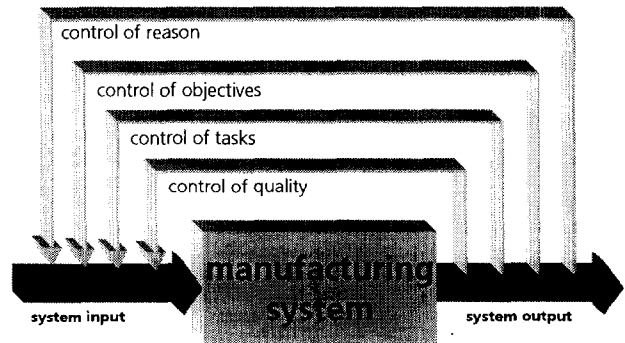 control of reason
control of objectives
control of tasks
control of quality
manufacturing
system
system input
system output